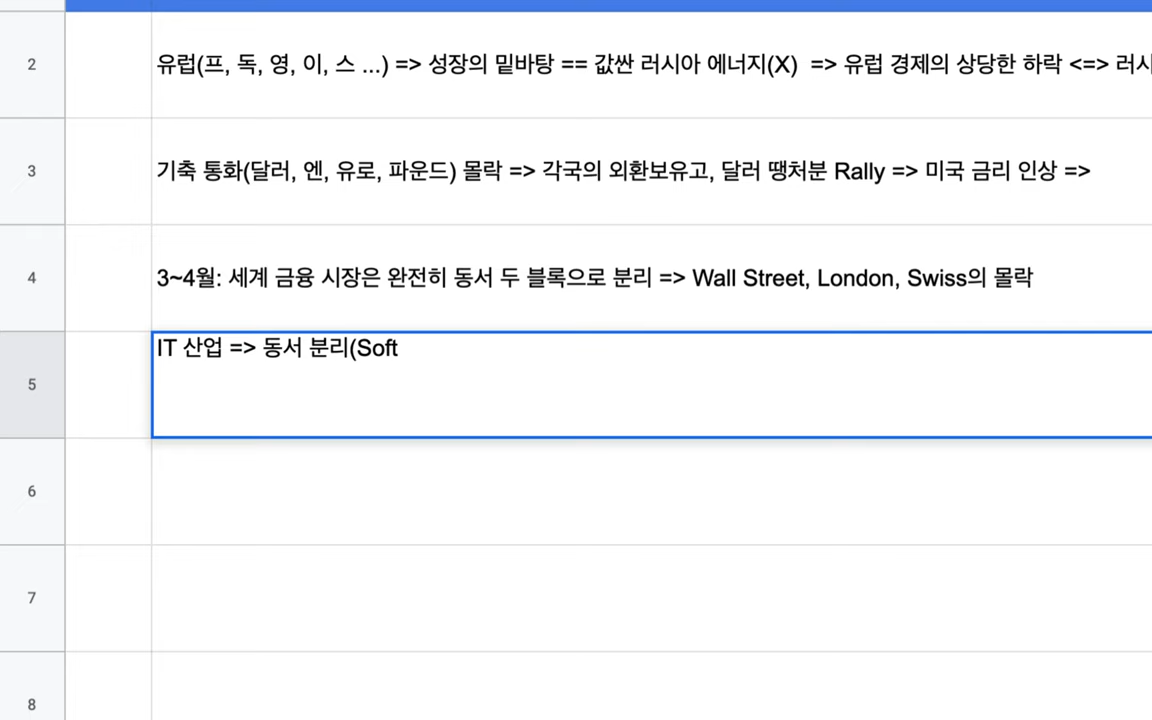 2
유럽(프, 독, 영, 이, 스 ...) => 성장의 밑바탕 == 값싼 러시아 에너지(X) => 유럽 경제의 상당한 하락 <=> 러시
3
기축 통화(달러, 엔, 유로, 파운드) 몰락 => 각국의 외환보유고, 달러 땡처분 Rally => 미국 금리 인상 =>
4
3~4월: 세계 금융 시장은 완전히 동서 두 블록으로 분리 => Wall Street, London, Swiss의 몰락
5
IT 산업 => 동서 분리(Soft
6
7
8